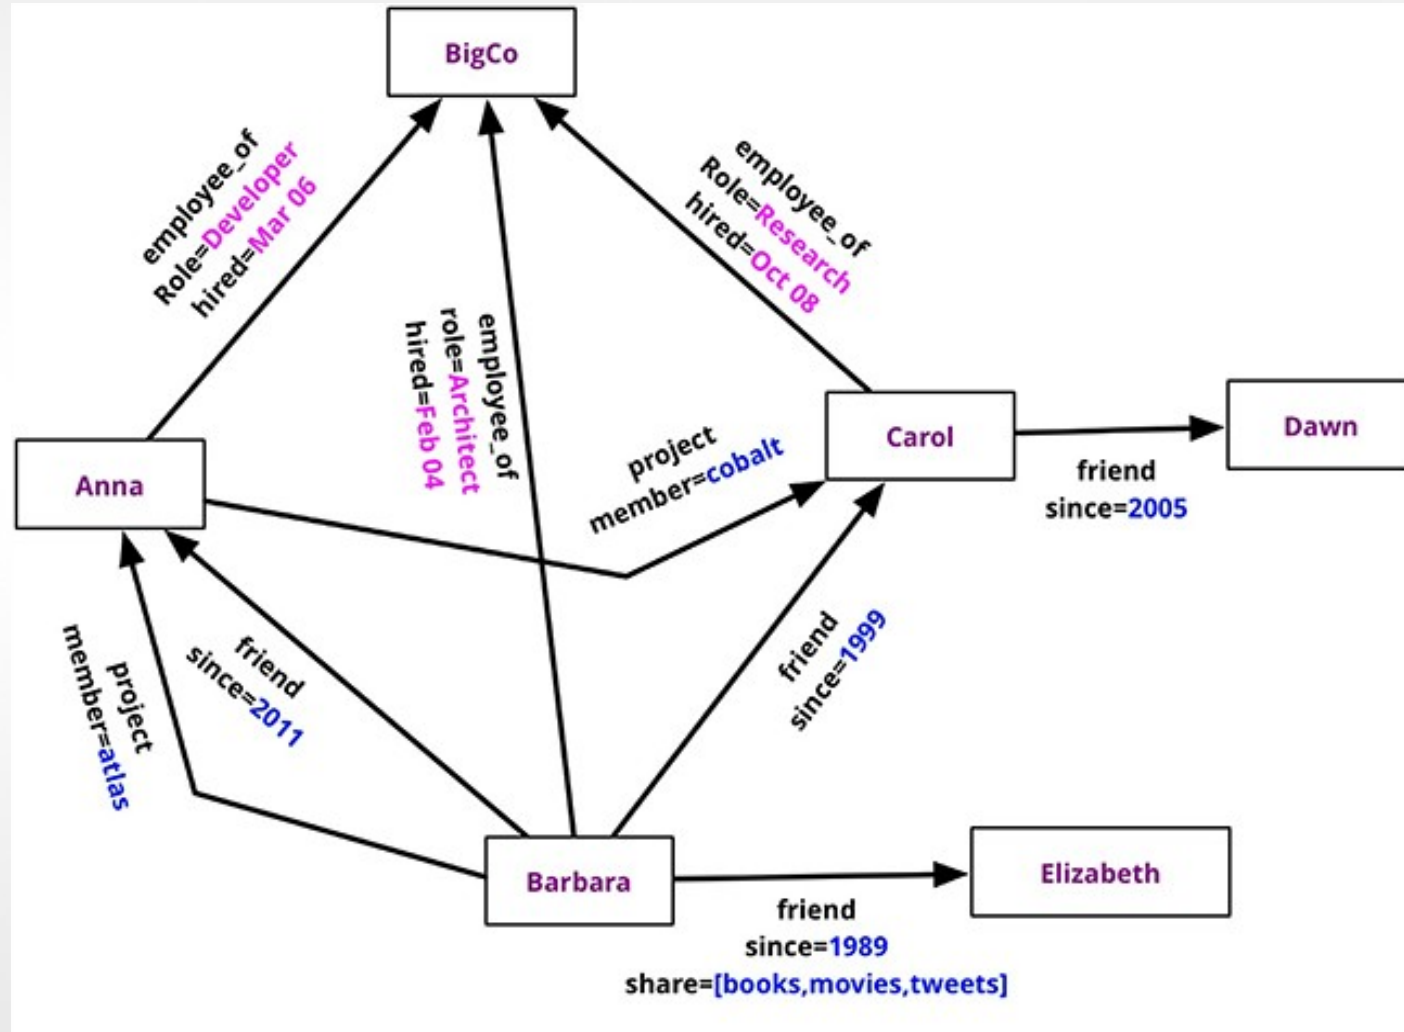 BigCo
employee_of
Role=Developer
hired=Mar 06
employee_of
Role=Research
hired=Oct 08
employee_of
role=Architect
hired=Feb 04
Anna
project
member=cobalt
Carol
friend
since=2005
Dawn
project
member=atlas
friend
since=2011
friend
since=1999
Barbara
friend
since=1989
share=[books,movies,tweets]
Elizabeth